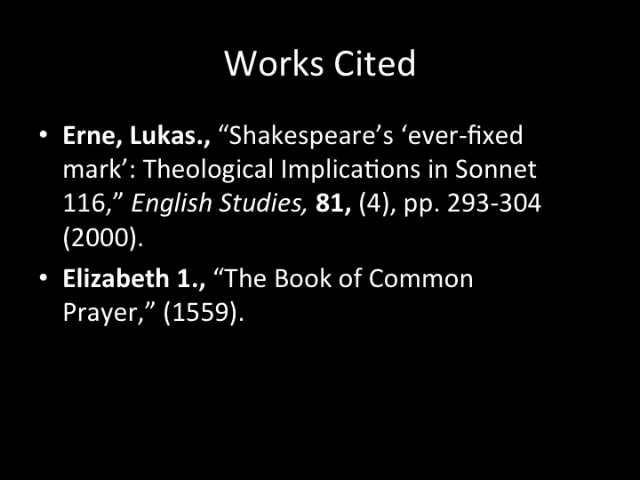 Works Cited
• Erne, Lukas., “Shakespeare’s ‘ever-fixed
mark’: Theological Implications in Sonnet
116,” English Studies, 81, (4), pp. 293-304
(2000).
• Elizabeth 1., “The Book of Common
Prayer,” (1559).